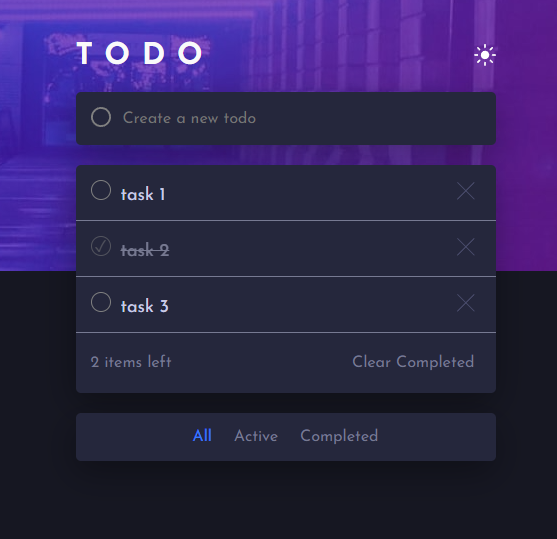 TODO
Create a new todo
task 1
task 2
task 3
2 items left Clear Completed
All Active Completed